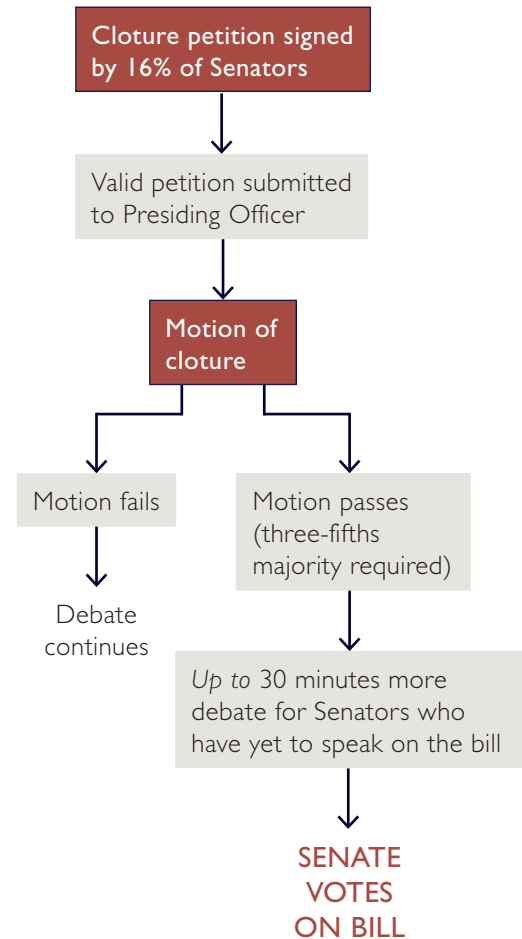 Cloture petition signed
by 16% of Senators
Valid petition submitted
to Presiding Officer
Motion of
cloture
Motion fails
Debate
continues
Motion passes
(three-fifths
majority required)
Up to 30 minutes more
debate for Senators who
have yet to speak on the bill
SENATE
VOTES
ON BILL